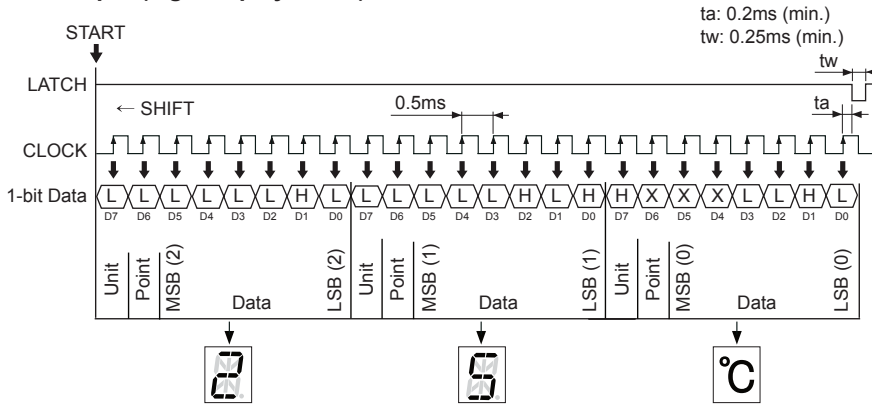 ta: 0.2ms (min.)
tw: 0.25ms (min.)
START
tw
LATCH
← SHIFT
0.5ms
ta
CLOCK
1-bit Data
L L L L L L H L L L L L L H L H H X X X L L H L
D7 D6 D5 D4 D3 D2 D1 D0 D7 D6 D5 D4 D3 D2 D1 D0 D7 D6 D5 D4 D3 D2 D1 D0
Unit Point MSB (2) Data LSB (2) Unit Point MSB (1) Data LSB (1) Unit Point MSB (0) Data LSB (0)
2 5 °C